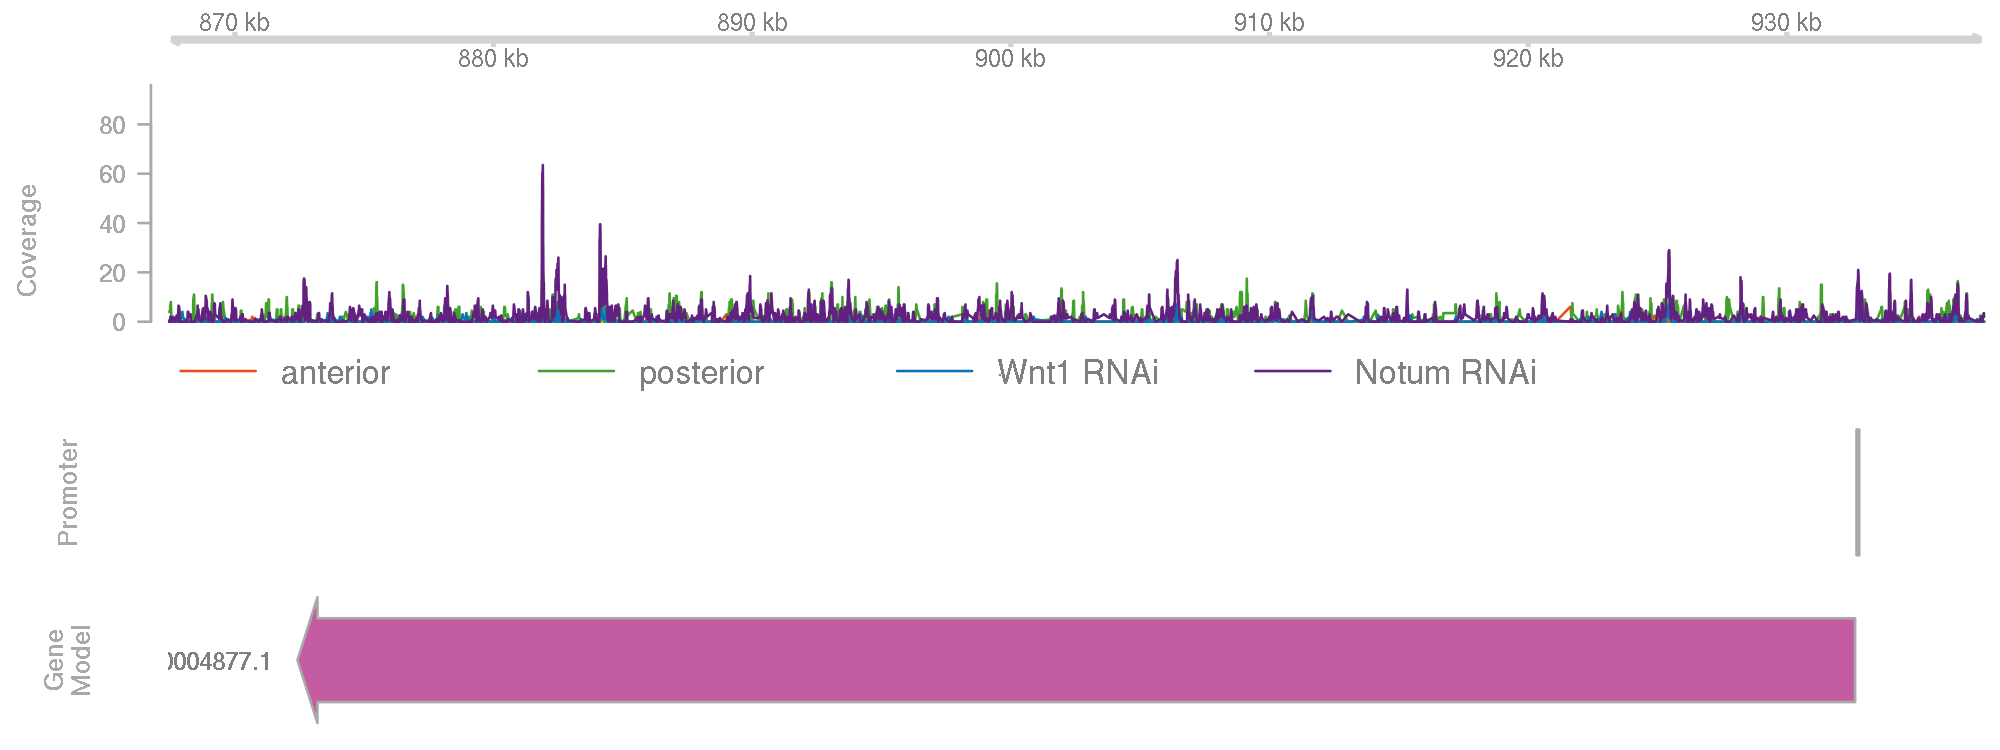 870 kb 890 kb 910 kb 930 kb
880 kb 900 kb 920 kb
Coverage
80
60
40
20
0
anterior posterior Wnt1 RNAi Notum RNAi
Promoter
Gene
Model
0004877.1